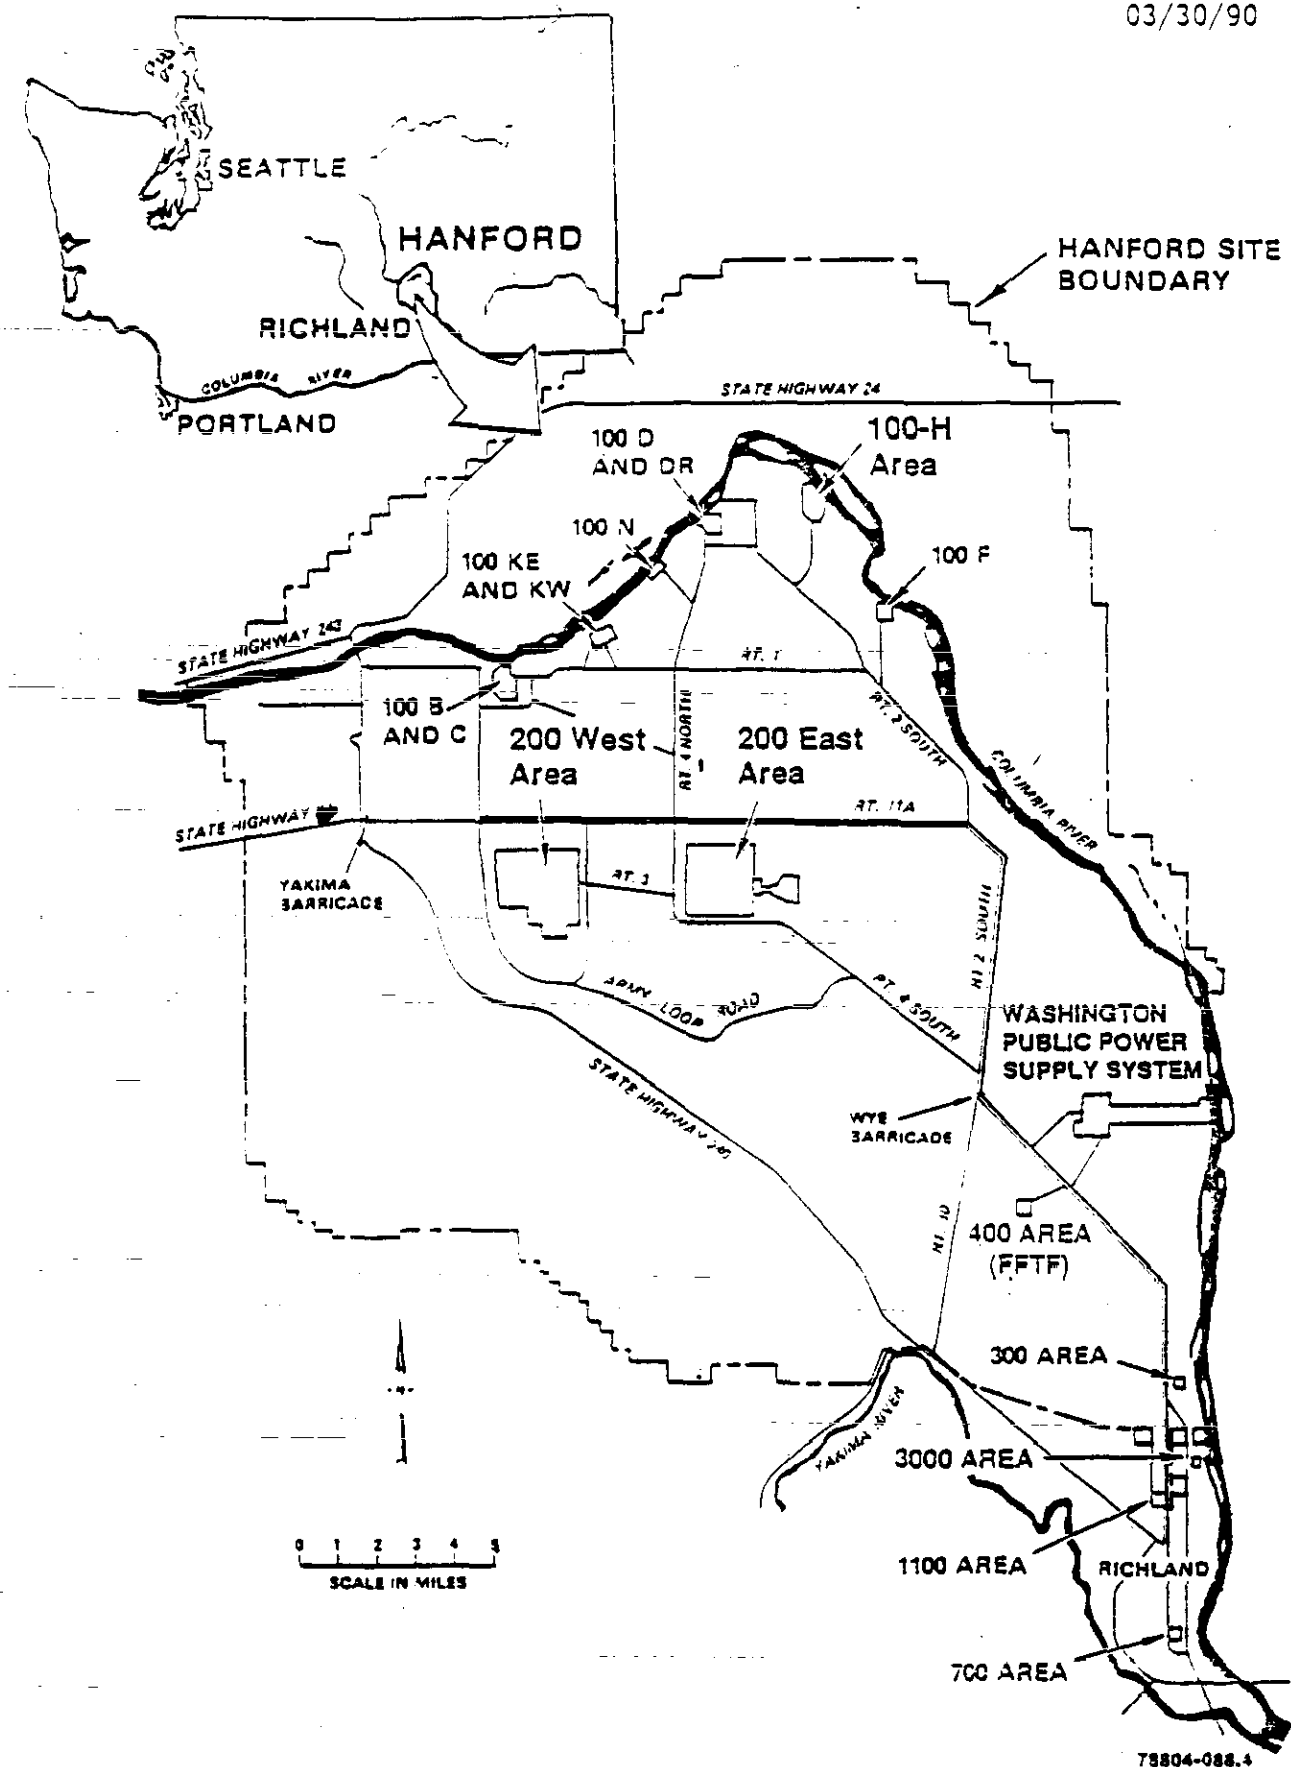 03/30/90
SEATTLE
HANFORD
HANFORD SITE
BOUNDARY
RICHLAND
COLUMBIA RIVER
PORTLAND
STATE HIGHWAY 24
100 D
AND DR
100-H
Area
100 N
100 F
100 KE
AND KW
STATE HIGHWAY 243
RT. 1
100 B
AND C
200 West
Area
RT. 4 NORTH
200 East
Area
RT. 2 SOUTH
COLUMBIA RIVER
STATE HIGHWAY
RT. 11A
YAKIMA
BARRICADE
RT. 3
RT 2 SOUTH
ARMY LOOP ROAD
RT. 4 SOUTH
WASHINGTON
PUBLIC POWER
SUPPLY SYSTEM
STATE HIGHWAY 240
WYE
BARRICADE
RT. 10
400 AREA
(FFTF)
300 AREA
YAKIMA RIVER
3000 AREA
0 1 2 3 4 5
SCALE IN MILES
1100 AREA
RICHLAND
700 AREA
78804-088.4